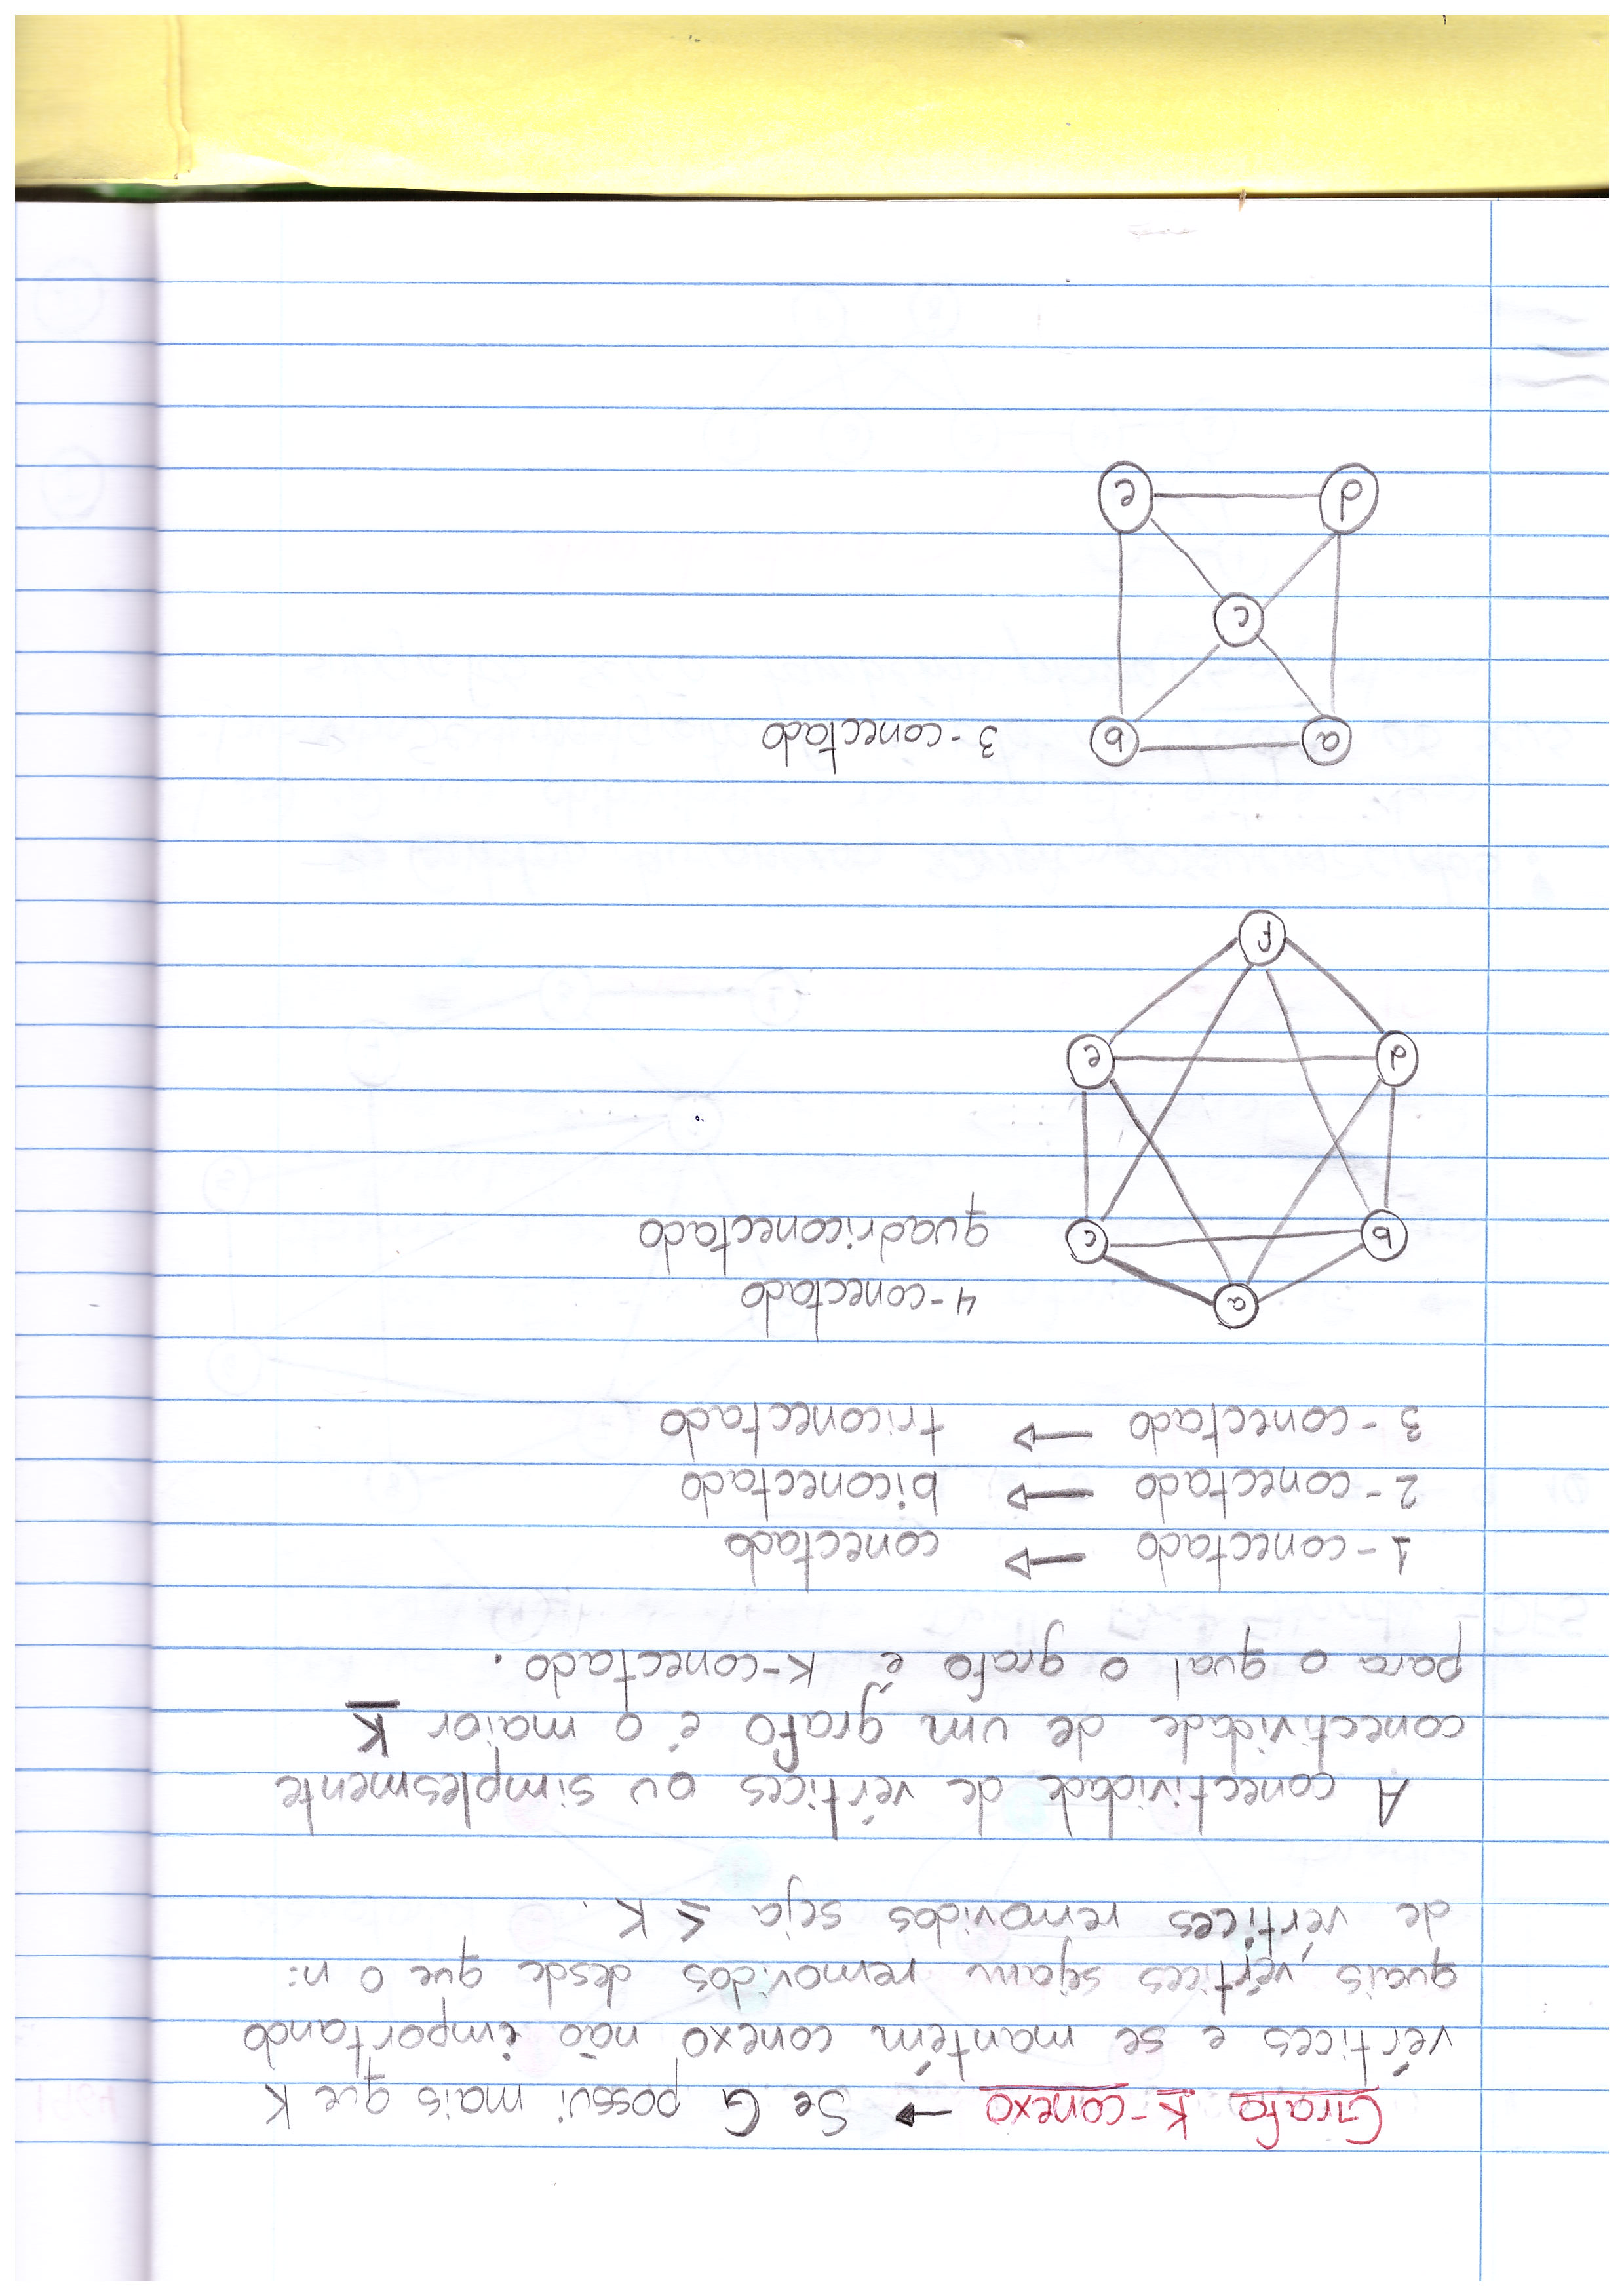 Grafo K-conexo → Se G possui mais que K
vértices e se mantém conexo não importando
quais vértices sejam removidos desde que o n:
de vértices removidos seja ≤ K.
A conectividade de vértices ou simplesmente
conectividade de um grafo é o maior K
para o qual o grafo é K-conectado.
1-conectado → conectado
2-conectado → biconectado
3-conectado → triconectado
a
4-conectado
b
c
quadriconectado
d
e
f
a
b
3-conectado
c
d
e